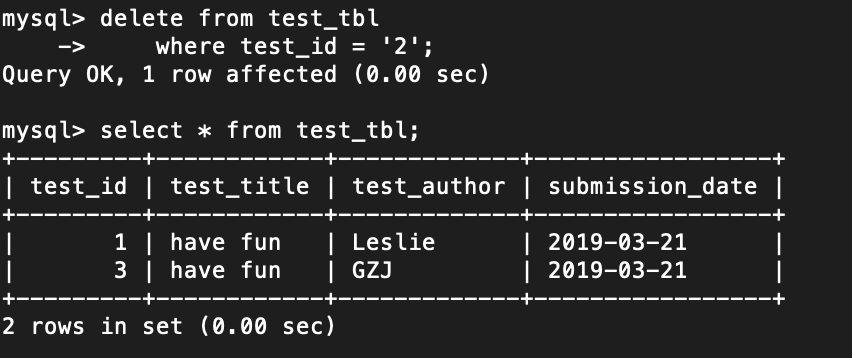 mysql> delete from test_tbl
    ->     where test_id = '2';
Query OK, 1 row affected (0.00 sec)

mysql> select * from test_tbl;
+---------+------------+-------------+-----------------+
| test_id | test_title | test_author | submission_date |
+---------+------------+-------------+-----------------+
|       1 | have fun   | Leslie      | 2019-03-21      |
|       3 | have fun   | GZJ         | 2019-03-21      |
+---------+------------+-------------+-----------------+
2 rows in set (0.00 sec)